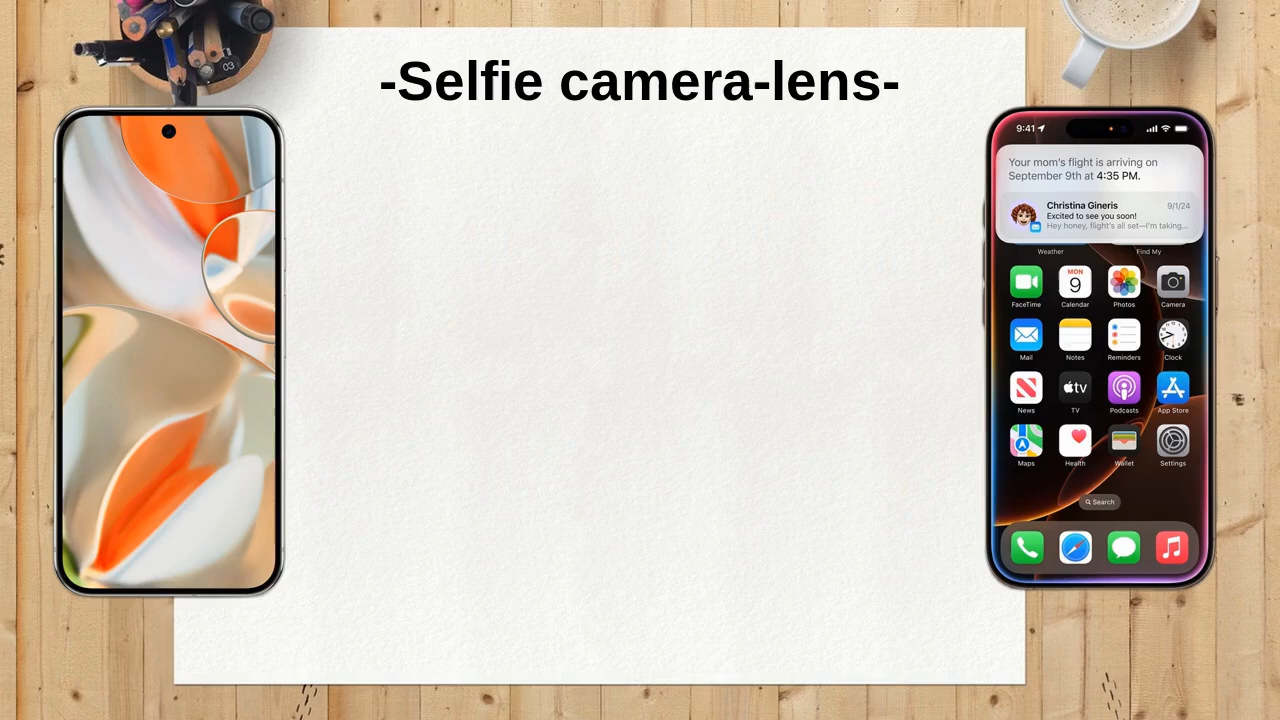 -Selfie camera-lens-
03
9:41
Your mom's flight is arriving on
September 9th at 4:35 PM.
Christina Gineris 9/1/24
Excited to see you soon!
Hey honey, flight's all set—I'm taking...
Weather Find My
MON
9
FaceTime Calendar Photos Camera
Mail Notes Reminders Clock
tv
News TV Podcasts App Store
Maps Health Wallet Settings
Search